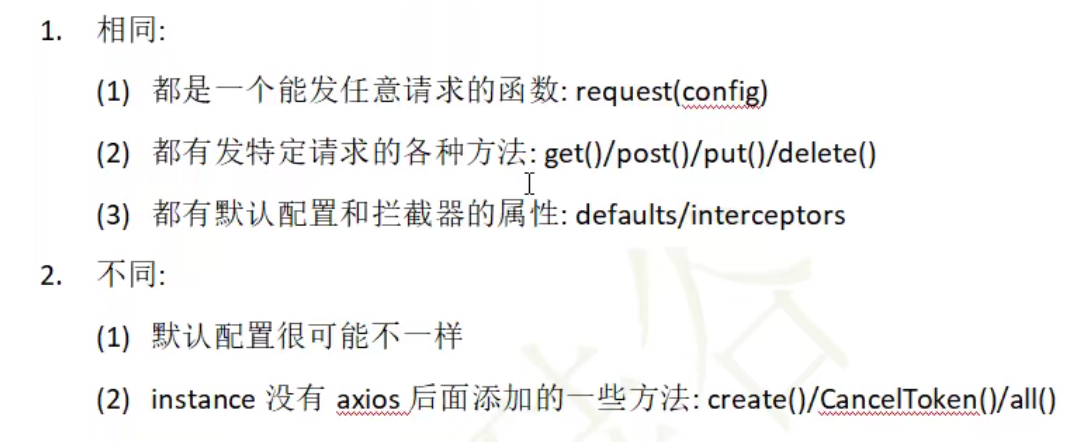 1. 相同:
(1) 都是一个能发任意请求的函数: request(config)
(2) 都有发特定请求的各种方法: get()/post()/put()/delete()
(3) 都有默认配置和拦截器的属性: defaults/interceptors
2. 不同:
(1) 默认配置很可能不一样
(2) instance 没有 axios 后面添加的一些方法: create()/CancelToken()/all()